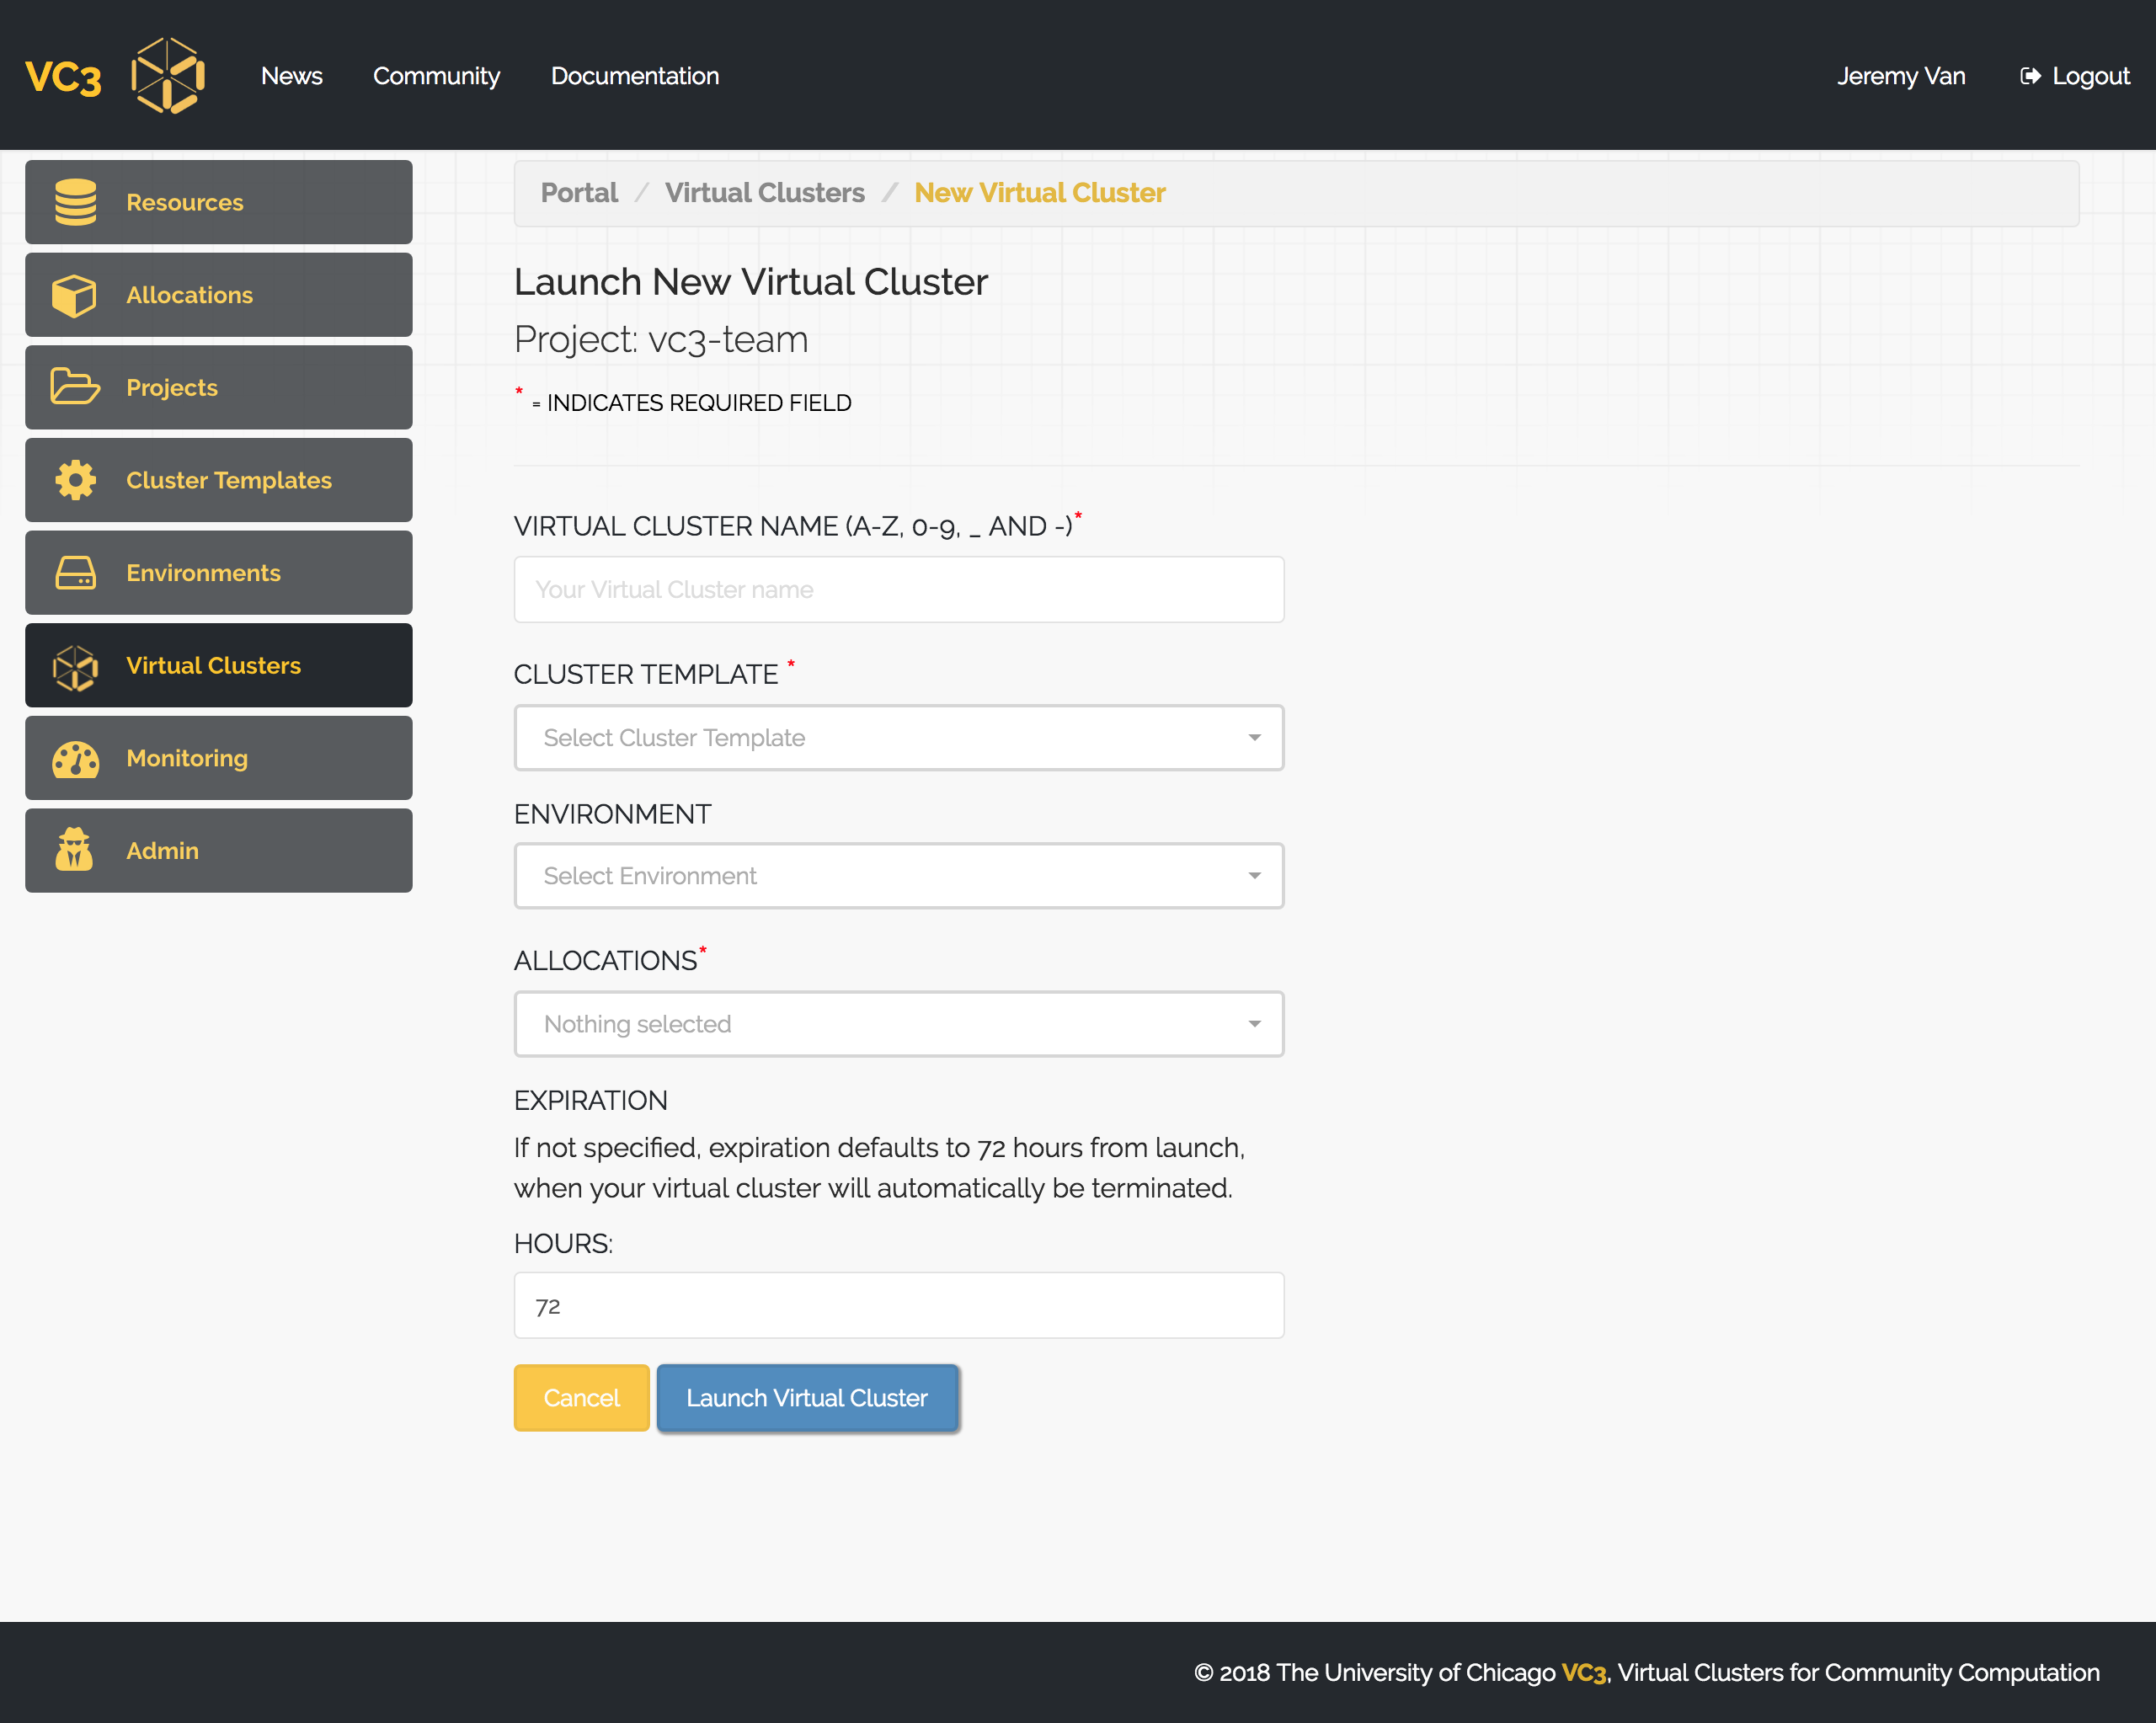 VC3 News Community Documentation Jeremy Van Logout
Resources
Allocations
Projects
Cluster Templates
Environments
Virtual Clusters
Monitoring
Admin
Portal / Virtual Clusters / New Virtual Cluster
Launch New Virtual Cluster
Project: vc3-team
* = INDICATES REQUIRED FIELD
VIRTUAL CLUSTER NAME (A-Z, 0-9, _ AND -)*
Your Virtual Cluster name
CLUSTER TEMPLATE *
Select Cluster Template
ENVIRONMENT
Select Environment
ALLOCATIONS*
Nothing selected
EXPIRATION
If not specified, expiration defaults to 72 hours from launch,
when your virtual cluster will automatically be terminated.
HOURS:
72
Cancel Launch Virtual Cluster
© 2018 The University of Chicago VC3, Virtual Clusters for Community Computation